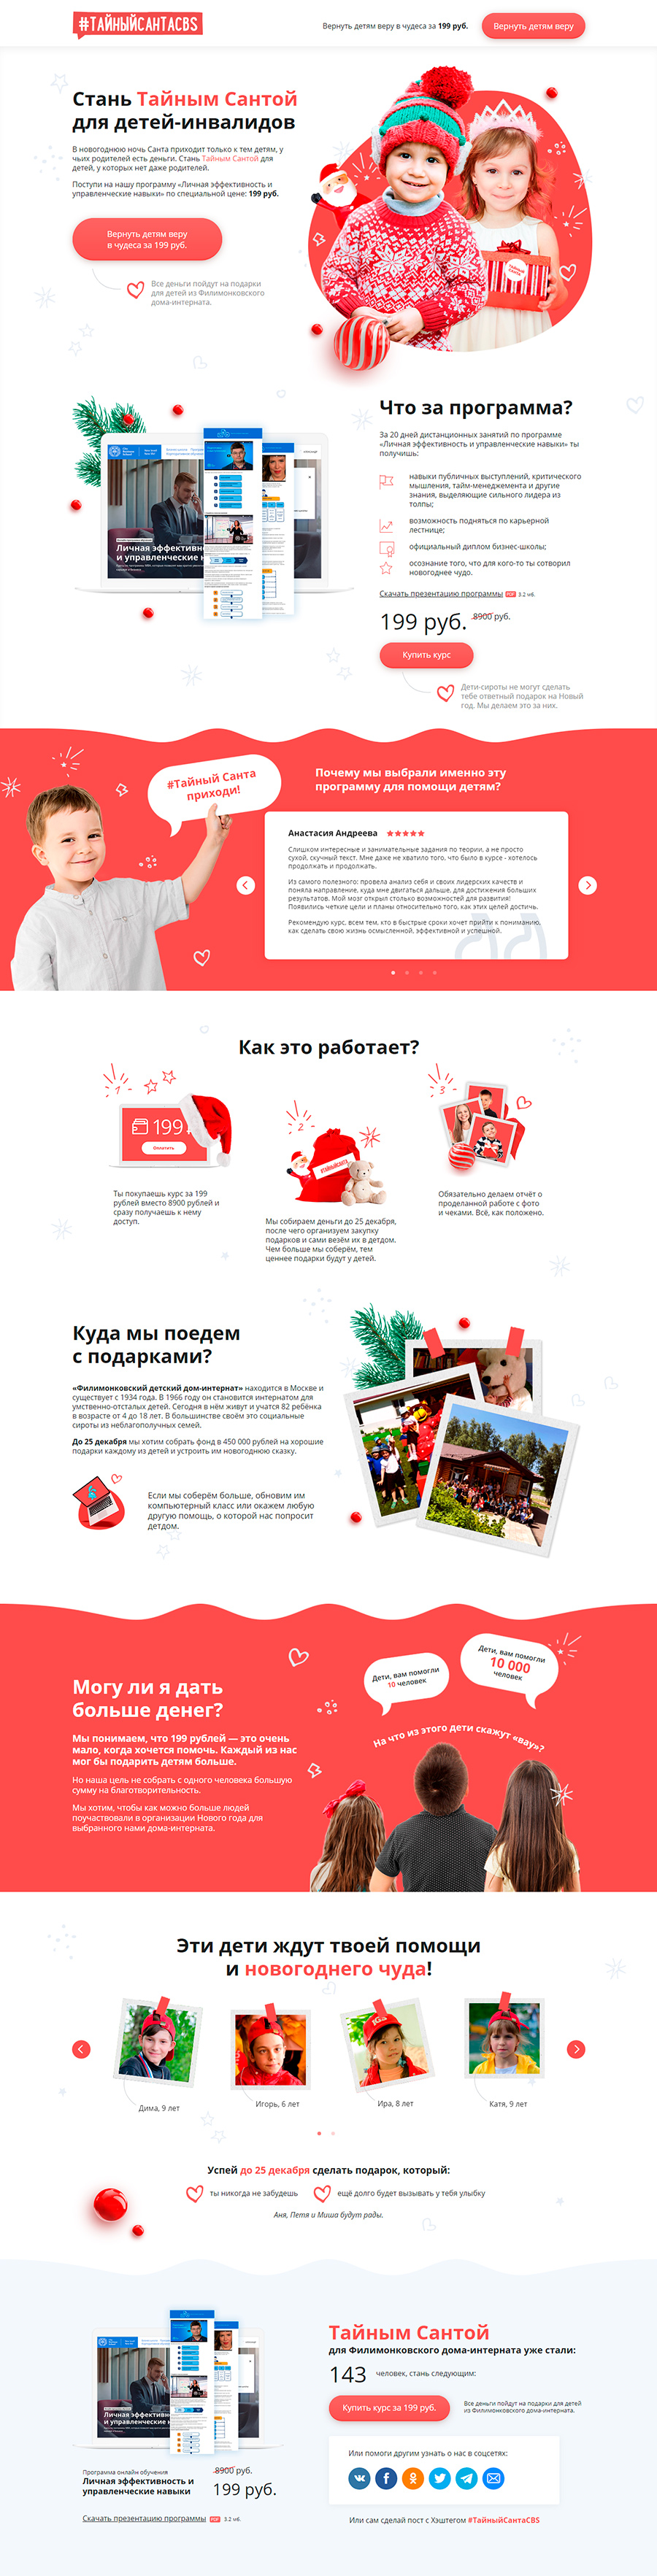 #ТАЙНЫЙСАНТАCBS
Вернуть детям веру в чудеса за 199 руб.
Вернуть детям веру
Стань Тайным Сантой
для детей-инвалидов
В новогоднюю ночь Санта приходит только к тем детям, у
чьих родителей есть деньги. Стань Тайным Сантой для
детей, у которых нет даже родителей.
Поступи на нашу программу «Личная эффективность и
управленческие навыки» по специальной цене: 199 руб.
Вернуть детям веру
в чудеса за 199 руб.
Все деньги пойдут на подарки
для детей из Филимонковского
дома-интерната.
Что за программа?
За 20 дней дистанционных занятий по программе
«Личная эффективность и управленческие навыки» ты
получишь:
навыки публичных выступлений, критического
мышления, тайм-менеджемента и другие
знания, выделяющие сильного лидера из
толпы;
возможность подняться по карьерной
лестнице;
официальный диплом бизнес-школы;
осознание того, что для кого-то ты сотворил
новогоднее чудо.
Личная эффективн
и управленческие н
Скачать презентацию программы PDF 3.2 мб.
199 руб. 8900 руб.
Купить курс
Дети-сироты не могут сделать
тебе ответный подарок на Новый
год. Мы делаем это за них.
#Тайный Санта
приходи!
Почему мы выбрали именно эту
программу для помощи детям?
Анастасия Андреева
Слишком интересные и занимательные задания по теории, а не просто
сухой, скучный текст. Мне даже не хватило того, что было в курсе - хотелось
продолжать и продолжать.
Из самого полезного: провела анализ себя и своих лидерских качеств и
поняла направление, куда мне двигаться дальше, для достижения больших
результатов. Мой мозг открыл столько возможностей для развития!
Появились четкие цели и планы относительно того, как этих целей достичь.
Рекомендую курс, всем тем, кто в быстрые сроки хочет прийти к пониманию,
как сделать свою жизнь осмысленной, эффективной и успешной.
Как это работает?
1
199
Оплатить
2
#ТАЙНЫЙСАНТА
3
Ты покупаешь курс за 199
рублей вместо 8900 рублей и
сразу получаешь к нему
доступ.
Мы собираем деньги до 25 декабря,
после чего организуем закупку
подарков и сами везём их в детдом.
Чем больше мы соберём, тем
ценнее подарки будут у детей.
Обязательно делаем отчёт о
проделанной работе с фото
и чеками. Всё, как положено.
Куда мы поедем
с подарками?
«Филимонковский детский дом-интернат» находится в Москве и
существует с 1934 года. В 1966 году он становится интернатом для
умственно-отсталых детей. Сегодня в нём живут и учатся 82 ребёнка
в возрасте от 4 до 18 лет. В большинстве своём это социальные
сироты из неблагополучных семей.
До 25 декабря мы хотим собрать фонд в 450 000 рублей на хорошие
подарки каждому из детей и устроить им новогоднюю сказку.
Если мы соберём больше, обновим им
компьютерный класс или окажем любую
другую помощь, о которой нас попросит
детдом.
Могу ли я дать
больше денег?
Мы понимаем, что 199 рублей — это очень
мало, когда хочется помочь. Каждый из нас
мог бы подарить детям больше.
Но наша цель не собрать с одного человека большую
сумму на благотворительность.
Мы хотим, чтобы как можно больше людей
поучаствовали в организации Нового года для
выбранного нами дома-интерната.
Дети, вам помогли
10 человек
Дети, вам помогли
10 000
человек
На что из этого дети скажут «вау»?
Эти дети ждут твоей помощи
и новогоднего чуда!
Дима, 9 лет
Игорь, 6 лет
Ира, 8 лет
Катя, 9 лет
Успей до 25 декабря сделать подарок, который:
ты никогда не забудешь
ещё долго будет вызывать у тебя улыбку
Аня, Петя и Миша будут рады.
Личная эффективн
и управленческие н
Программа онлайн обучения
Личная эффективность и
управленческие навыки
8900 руб.
199 руб.
Скачать презентацию программы PDF 3.2 мб.
Тайным Сантой
для Филимонковского дома-интерната уже стали:
143 человек, стань следующим:
Купить курс за 199 руб.
Все деньги пойдут на подарки для детей
из Филимонковского дома-интерната.
Или помоги другим узнать о нас в соцсетях:
Или сам сделай пост с Хэштегом #ТайныйСантаCBS